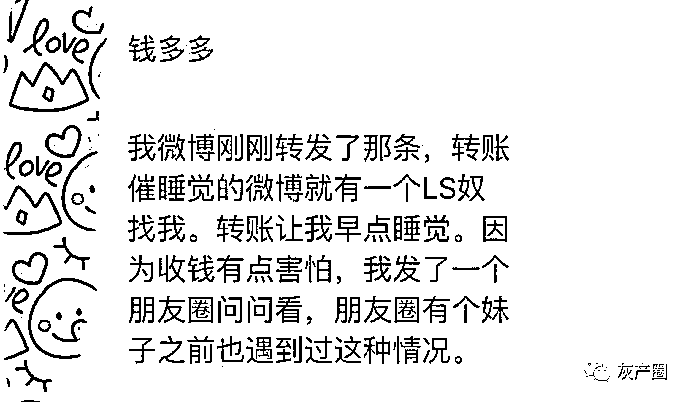 love
love
钱多多
我微博刚刚转发了那条，转账
催睡觉的微博就有一个LS奴
找我。转账让我早点睡觉。因
为收钱有点害怕，我发了一个
朋友圈问问看，朋友圈有个妹
子之前也遇到过这种情况。
灰产圈